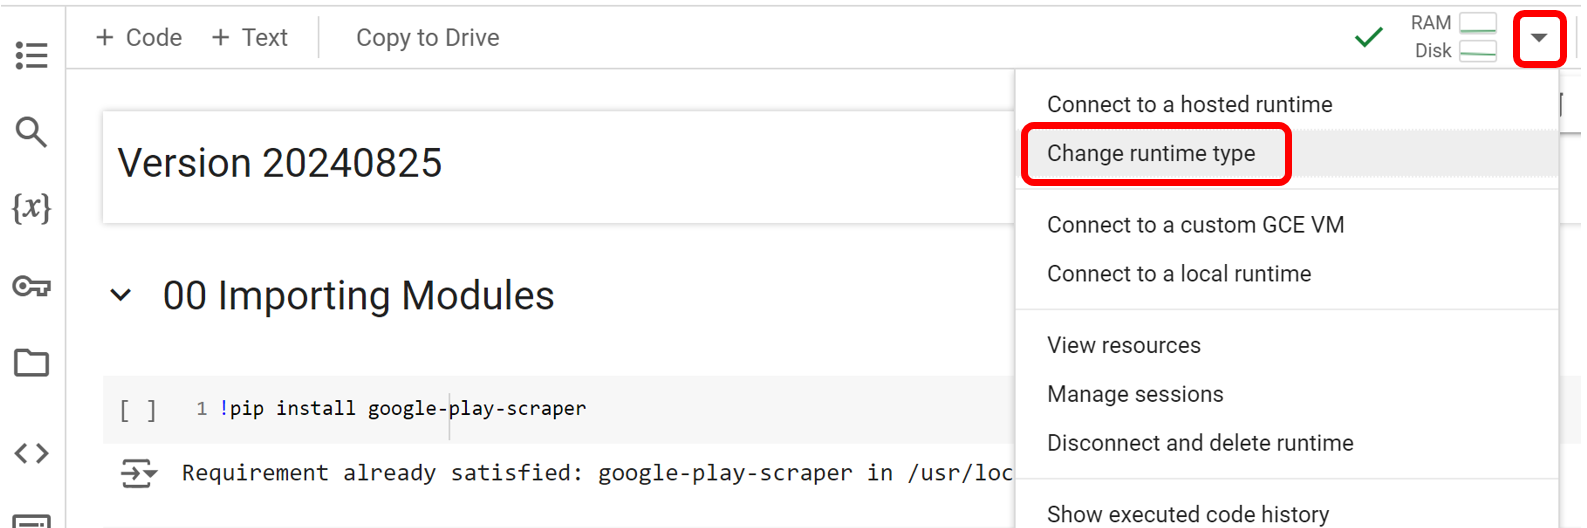 + Code + Text Copy to Drive
RAM
Disk
Connect to a hosted runtime
Change runtime type
Connect to a custom GCE VM
Connect to a local runtime
View resources
Manage sessions
Disconnect and delete runtime
Show executed code history
{x}
Version 20240825
00 Importing Modules
[ ] 1 !pip install google-play-scraper
Requirement already satisfied: google-play-scraper in /usr/loc